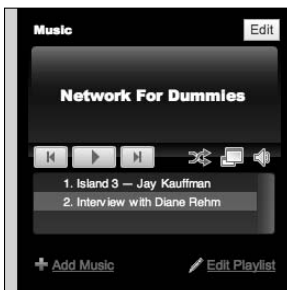 Music
Edit
Network For Dummies
1. Island 3 — Jay Kauffman
2. Interview with Diane Rehm
Add Music
Edit Playlist